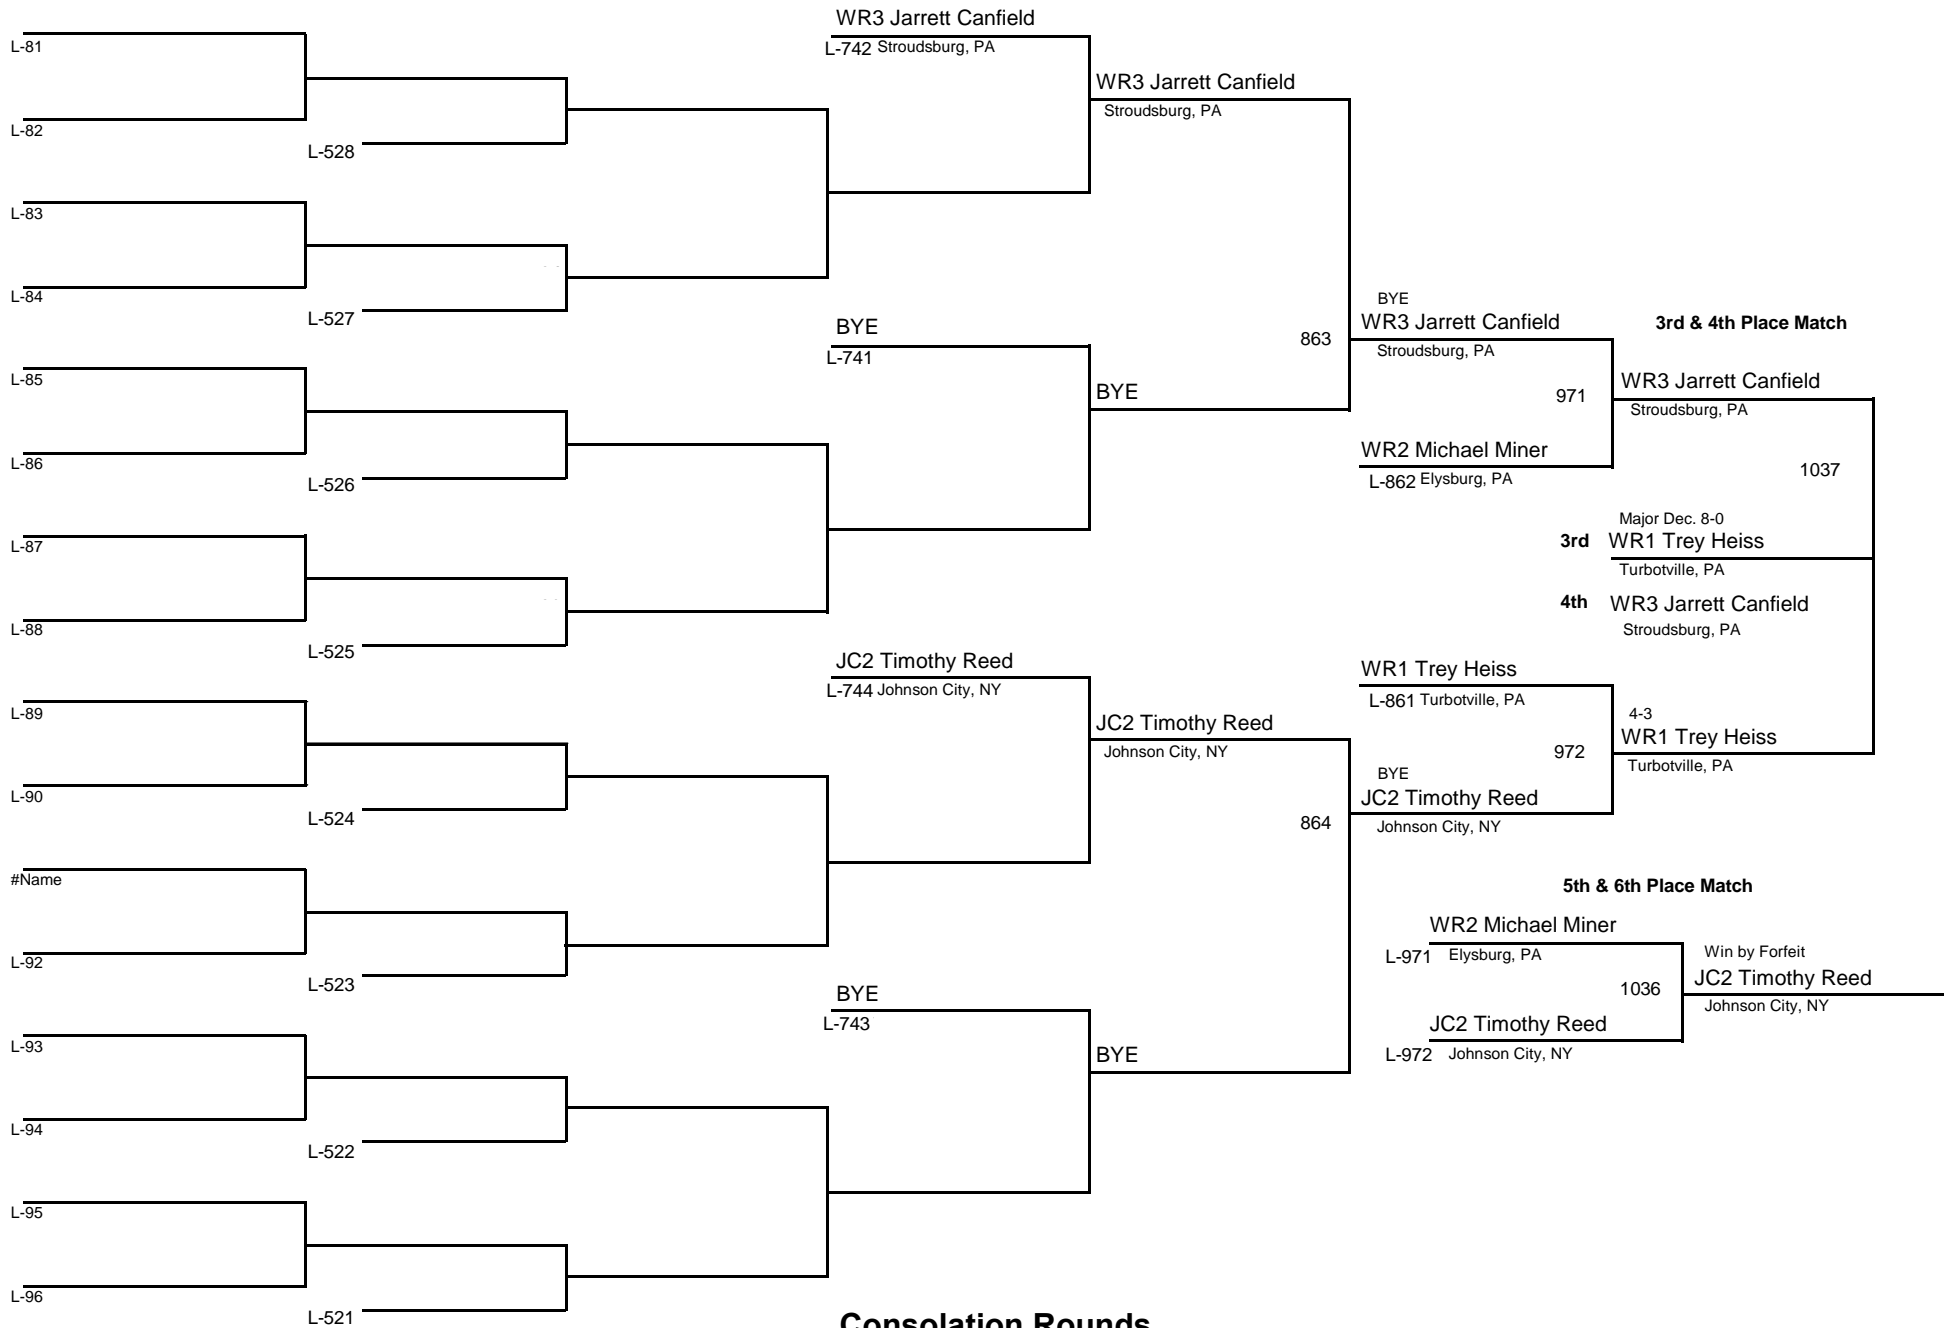 L-81
L-82
L-528
L-83
L-84
L-527
L-85
L-86
L-526
L-87
L-88
L-525
L-89
L-90
L-524
#Name
L-92
L-523
L-93
L-94
L-522
L-95
L-96
L-521
WR3 Jarrett Canfield
L-742 Stroudsburg, PA
BYE
L-741
JC2 Timothy Reed
L-744 Johnson City, NY
BYE
L-743
WR3 Jarrett Canfield
Stroudsburg, PA
BYE
863
JC2 Timothy Reed
Johnson City, NY
BYE
864
BYE
WR3 Jarrett Canfield
Stroudsburg, PA
971
WR2 Michael Miner
L-862 Elysburg, PA
WR1 Trey Heiss
L-861 Turbotville, PA
972
BYE
JC2 Timothy Reed
Johnson City, NY
3rd & 4th Place Match
WR3 Jarrett Canfield
Stroudsburg, PA
1037
Major Dec. 8-0
3rd WR1 Trey Heiss
Turbotville, PA
4th WR3 Jarrett Canfield
Stroudsburg, PA
4-3
WR1 Trey Heiss
Turbotville, PA
5th & 6th Place Match
WR2 Michael Miner
L-971 Elysburg, PA
1036
JC2 Timothy Reed
L-972 Johnson City, NY
Win by Forfeit
JC2 Timothy Reed
Johnson City, NY
Consolation Rounds